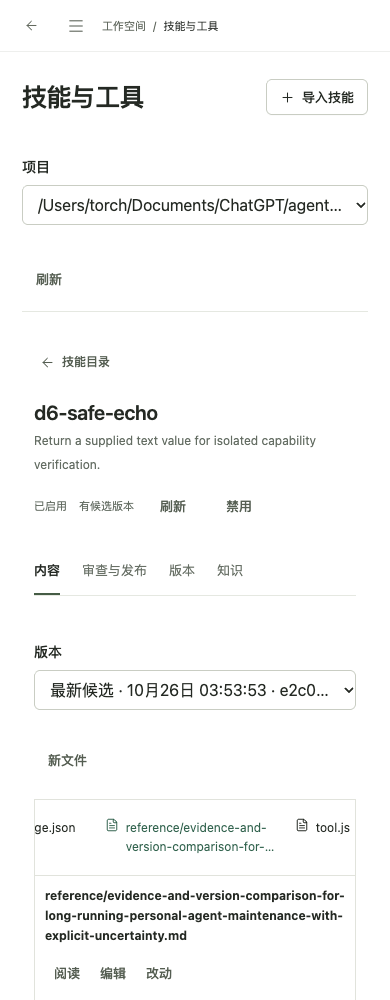 工作空间 / 技能与工具
技能与工具
导入技能
项目
/Users/torch/Documents/ChatGPT/agent...
刷新
技能目录
d6-safe-echo
Return a supplied text value for isolated capability
verification.
已启用 有候选版本 刷新 禁用
内容 审查与发布 版本 知识
版本
最新候选 · 10月26日 03:53:53 · e2c0...
新文件
ge.json reference/evidence-and-
version-comparison-for-... tool.js
reference/evidence-and-version-comparison-for-
long-running-personal-agent-maintenance-with-
explicit-uncertainty.md
阅读 编辑 改动